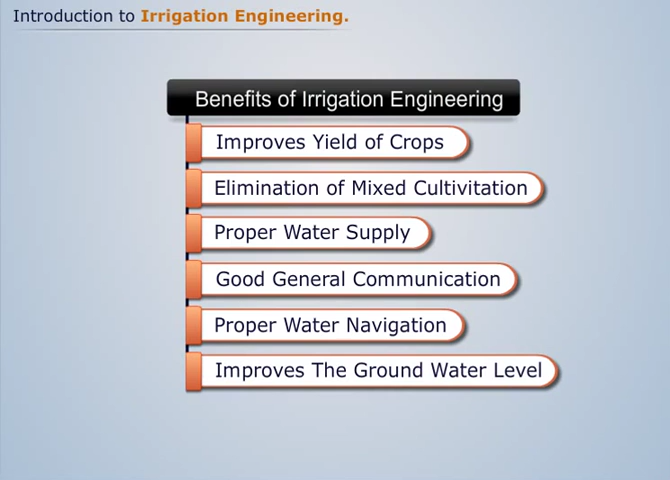 Introduction to Irrigation Engineering.
Benefits of Irrigation Engineering
Improves Yield of Crops
Elimination of Mixed Cultivitation
Proper Water Supply
Good General Communication
Proper Water Navigation
Improves The Ground Water Level